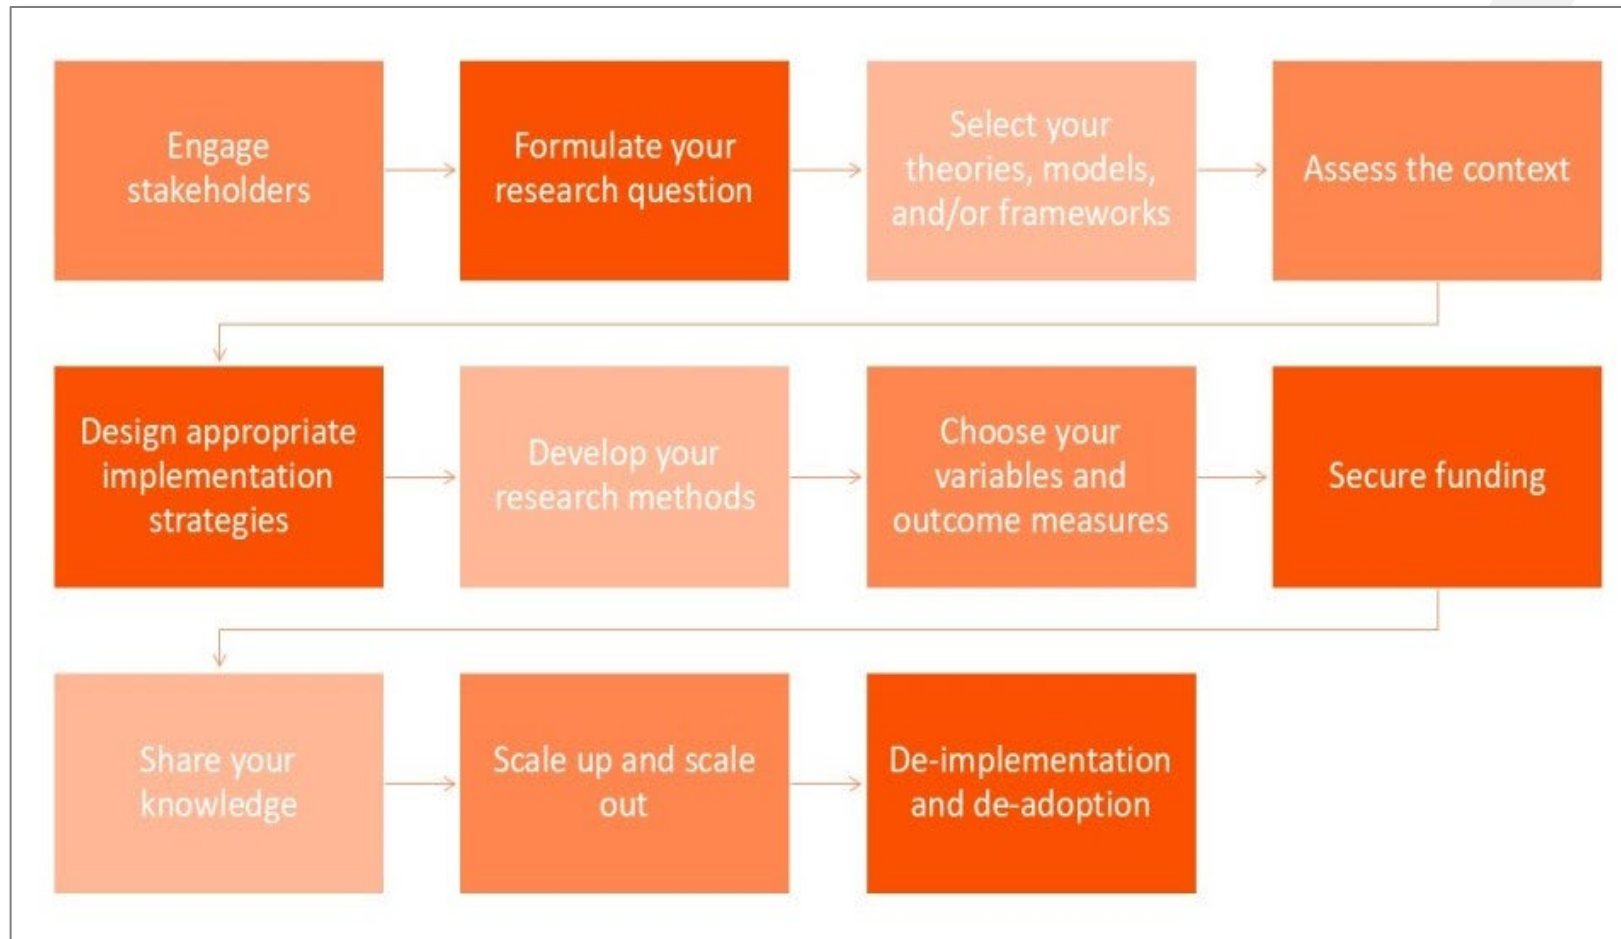 Engage
stakeholders
Formulate your
research question
Select your
theories, models,
and/or frameworks
Assess the context
Design appropriate
implementation
strategies
Develop your
research methods
Choose your
variables and
outcome measures
Secure funding
Share your
knowledge
Scale up and scale
out
De-implementation
and de-adoption